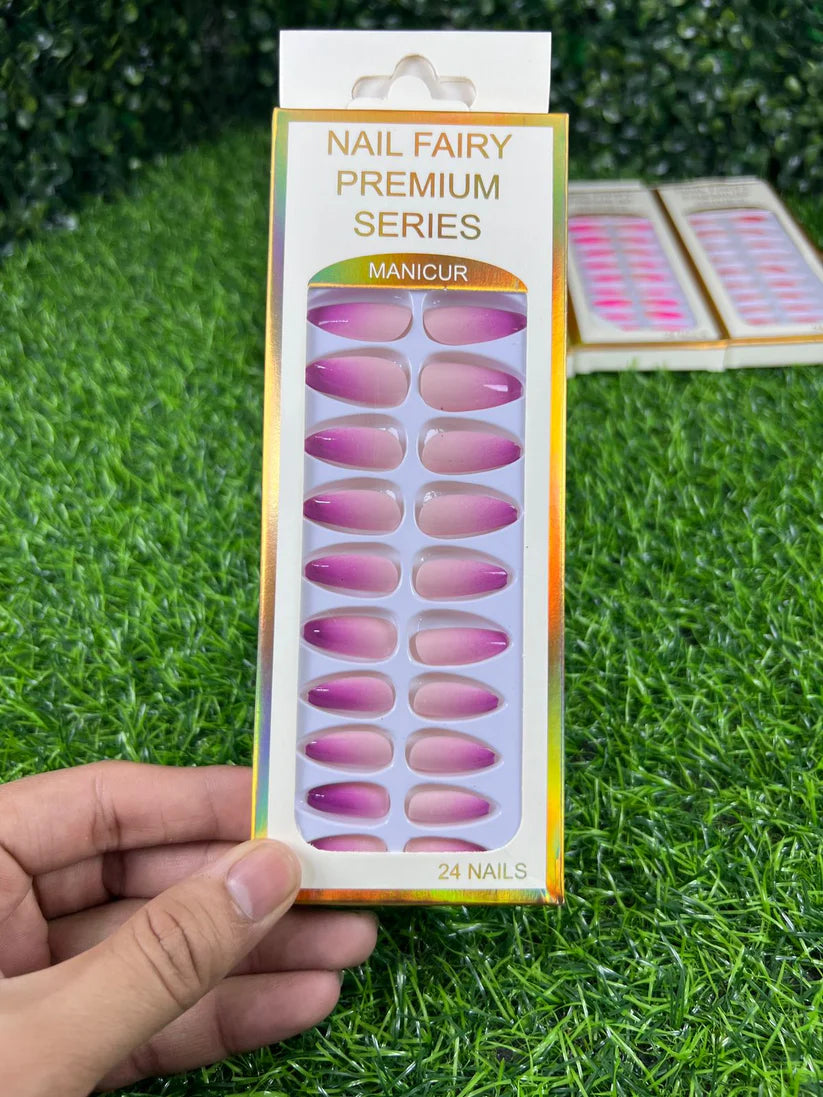 NAIL FAIRY
PREMIUM
SERIES
MANICUR
24 NAILS